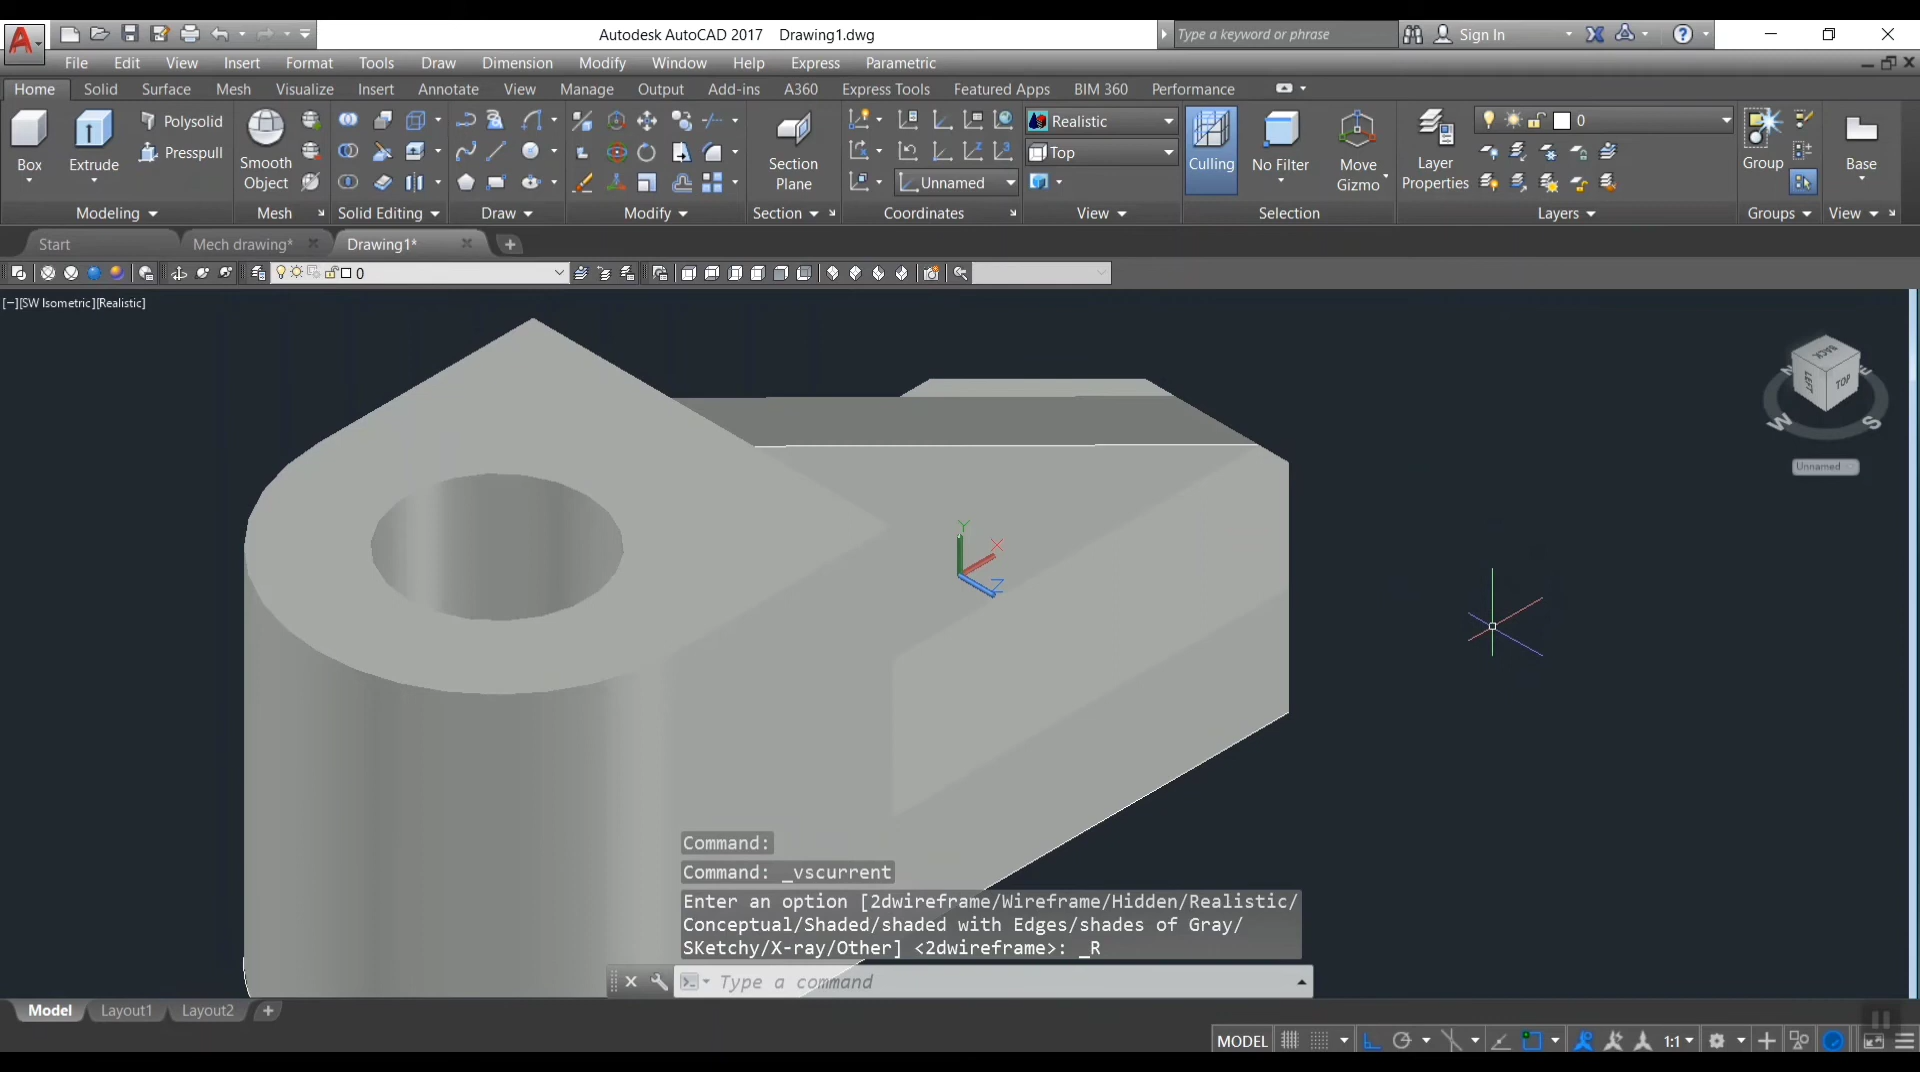 Autodesk AutoCAD 2017 Drawing1.dwg
Type a keyword or phrase
Sign In
File Edit View Insert Format Tools Draw Dimension Modify Window Help Express Parametric
Home Solid Surface Mesh Visualize Insert Annotate View Manage Output Add-ins A360 Express Tools Featured Apps BIM 360 Performance
Box
Extrude
Polysolid
Presspull
Modeling
Smooth
Object
Mesh
Solid Editing
Draw
Modify
Section
Plane
Section
Unnamed
Coordinates
Realistic
Top
View
Culling
No Filter
Move
Gizmo
Selection
Layer
Properties
0
Layers
Group
Groups
Base
View
Start Mech drawing* Drawing1*
0
[−][SW Isometric][Realistic]
BACK
LEFT
TOP
W
S
Unnamed
Y
X
Z
Command:
Command: _vscurrent
Enter an option [2dwireframe/Wireframe/Hidden/Realistic/
Conceptual/Shaded/shaded with Edges/shades of Gray/
SKetchy/X-ray/Other] <2dwireframe>: _R
Type a command
Model Layout1 Layout2
MODEL
1:1